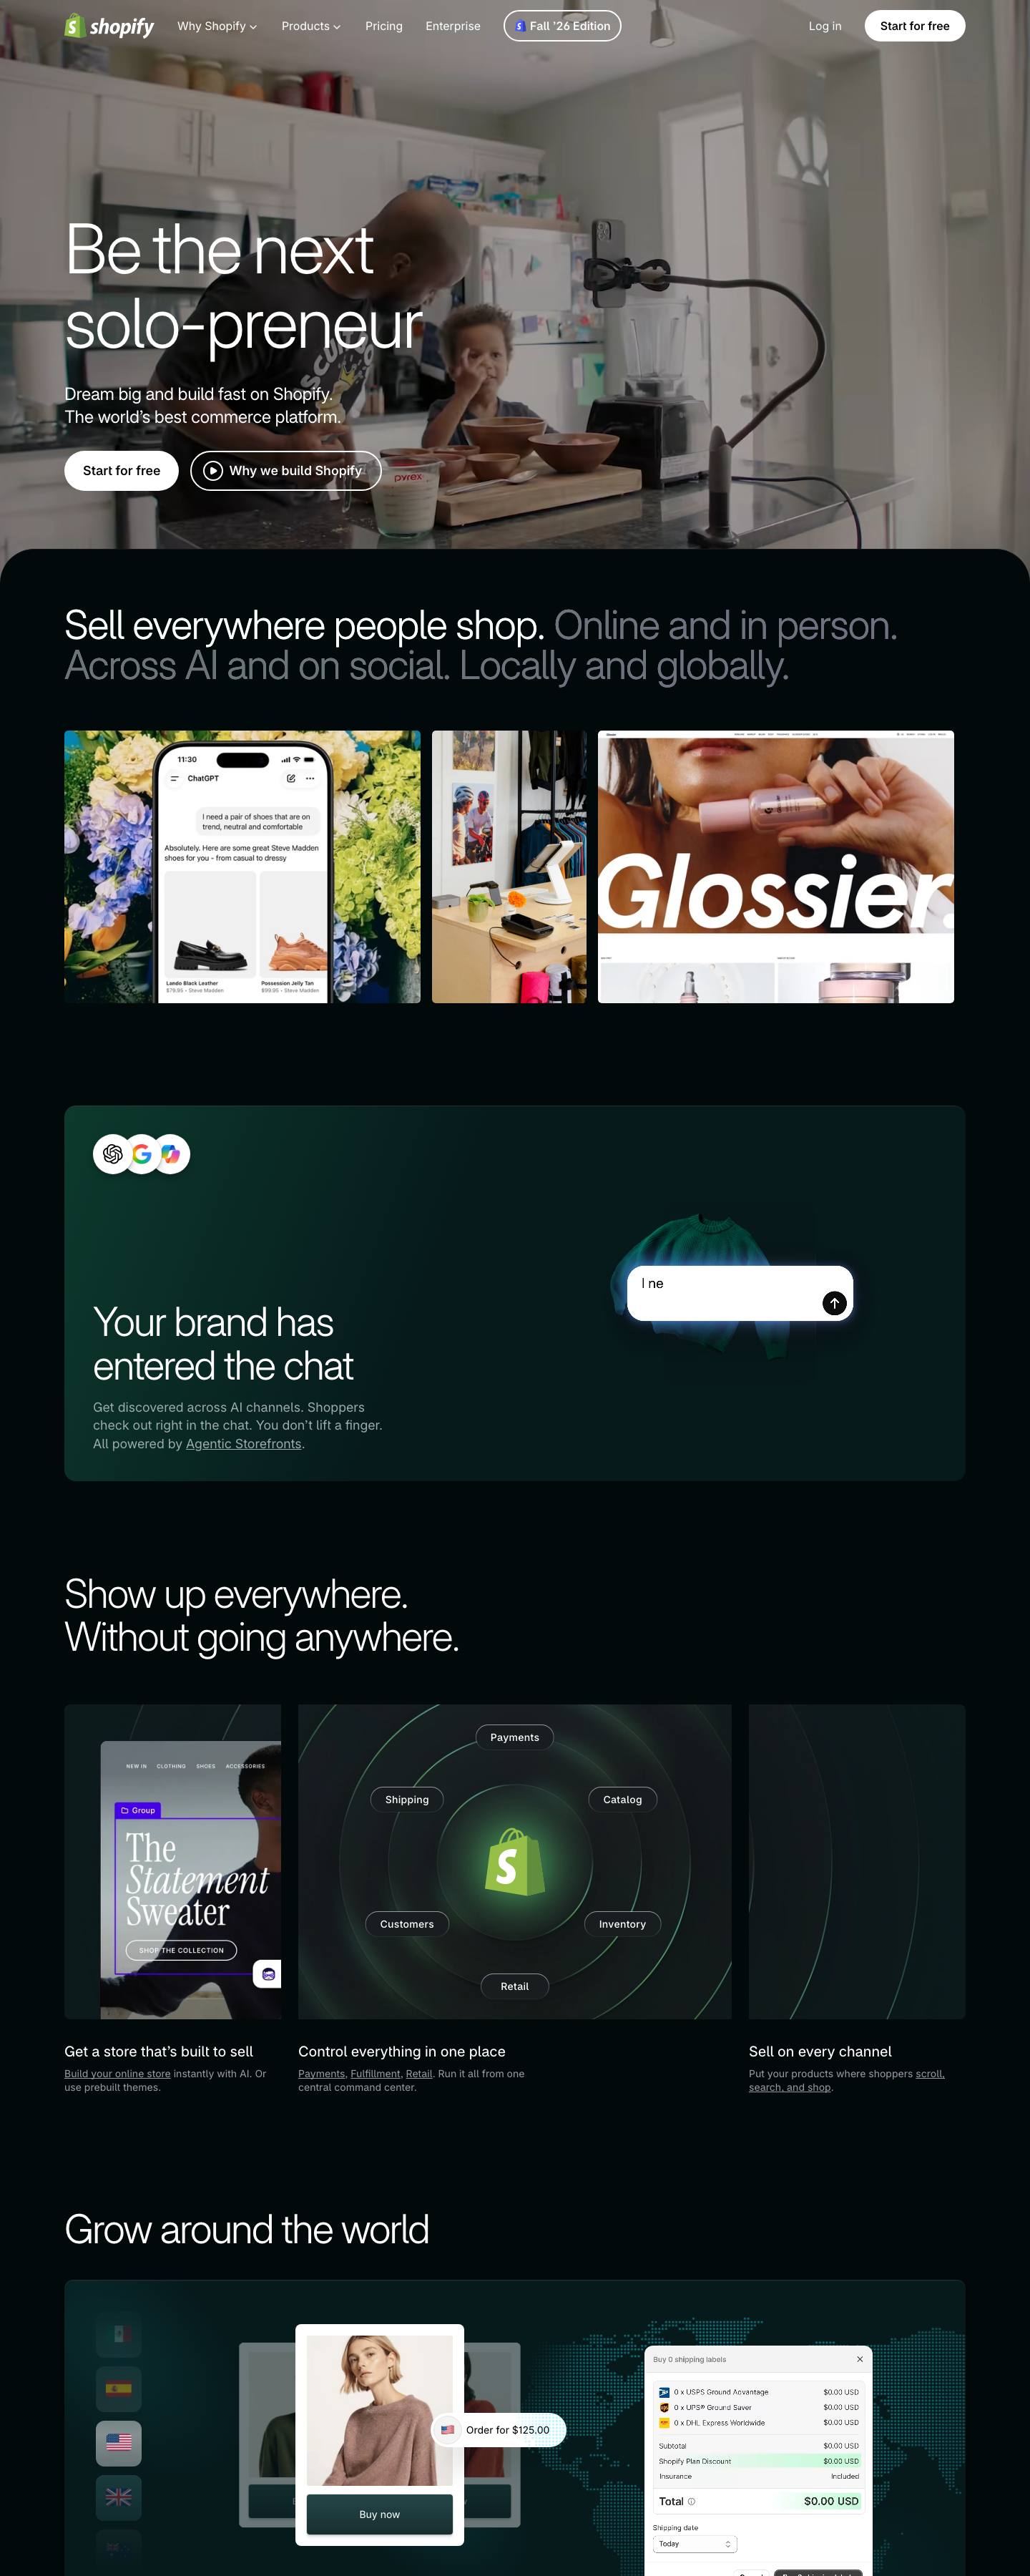 shopify
Why Shopify
Products
Pricing
Enterprise
Fall ’26 Edition
Log in
Start for free
Be the next
solo-preneur
Dream big and build fast on Shopify.
The world’s best commerce platform.
Start for free
Why we build Shopify
pyrex
Sell everywhere people shop. Online and in person.
Across AI and on social. Locally and globally.
11:30
ChatGPT
I need a pair of shoes that are on
trend, neutral and comfortable
Absolutely. Here are some great Steve Madden
shoes for you - from casual to dressy
Lando Black Leather
$79.95 • Steve Madden
Possession Jelly Tan
$99.95 • Steve Madden
Glossier.
Your brand has
entered the chat
Get discovered across AI channels. Shoppers
check out right in the chat. You don’t lift a finger.
All powered by Agentic Storefronts.
I ne
Show up everywhere.
Without going anywhere.
NEW IN CLOTHING SHOES ACCESSORIES
Group
The
Statement
Sweater
SHOP THE COLLECTION
Payments
Shipping
Catalog
Customers
Inventory
Retail
Get a store that’s built to sell
Build your online store instantly with AI. Or
use prebuilt themes.
Control everything in one place
Payments, Fulfillment, Retail. Run it all from one
central command center.
Sell on every channel
Put your products where shoppers scroll,
search, and shop.
Grow around the world
Order for $125.00
Buy now
Buy 0 shipping labels
0 x USPS Ground Advantage $0.00 USD
0 x UPS® Ground Saver $0.00 USD
0 x DHL Express Worldwide $0.00 USD
Subtotal $0.00 USD
Shopify Plan Discount $0.00 USD
Insurance Included
Total $0.00 USD
Shipping date
Today